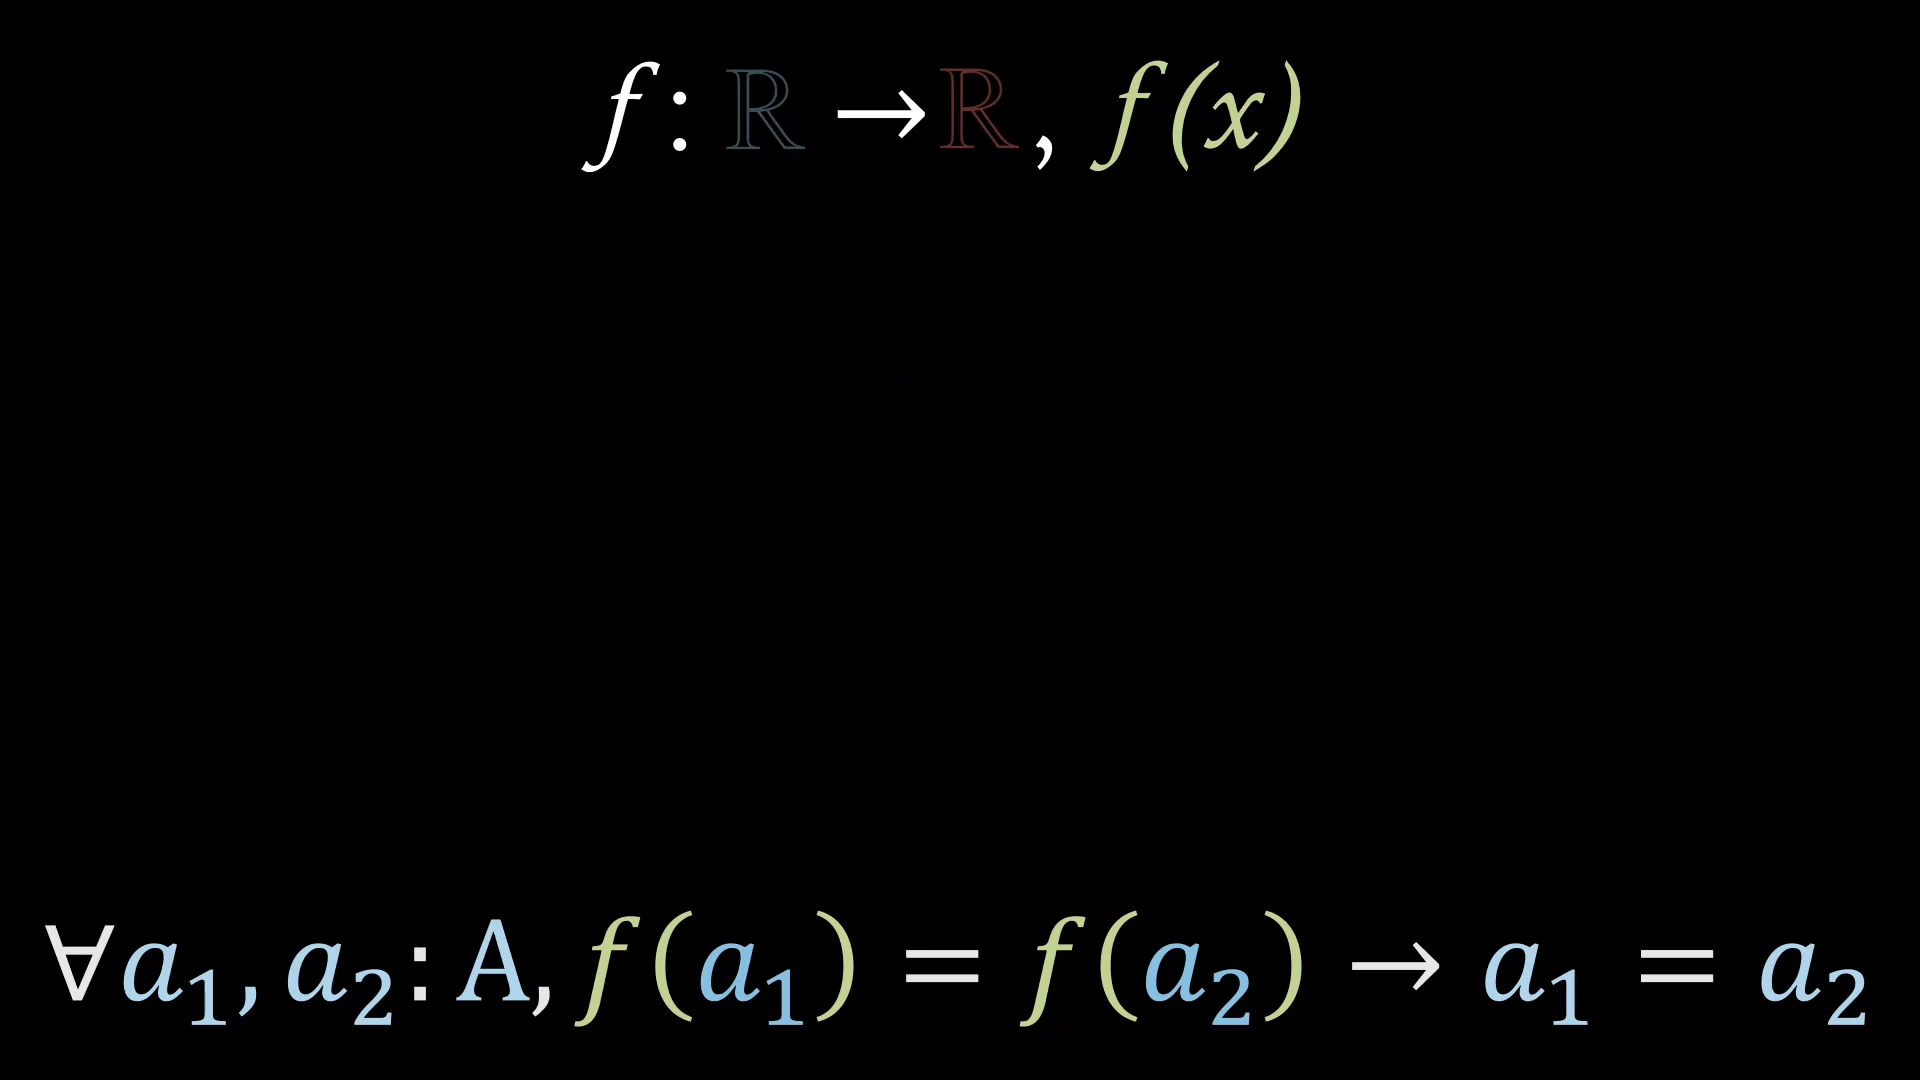 f : ℝ → ℝ , f(x)
∀a₁, a₂ : A, f(a₁) = f(a₂) → a₁ = a₂